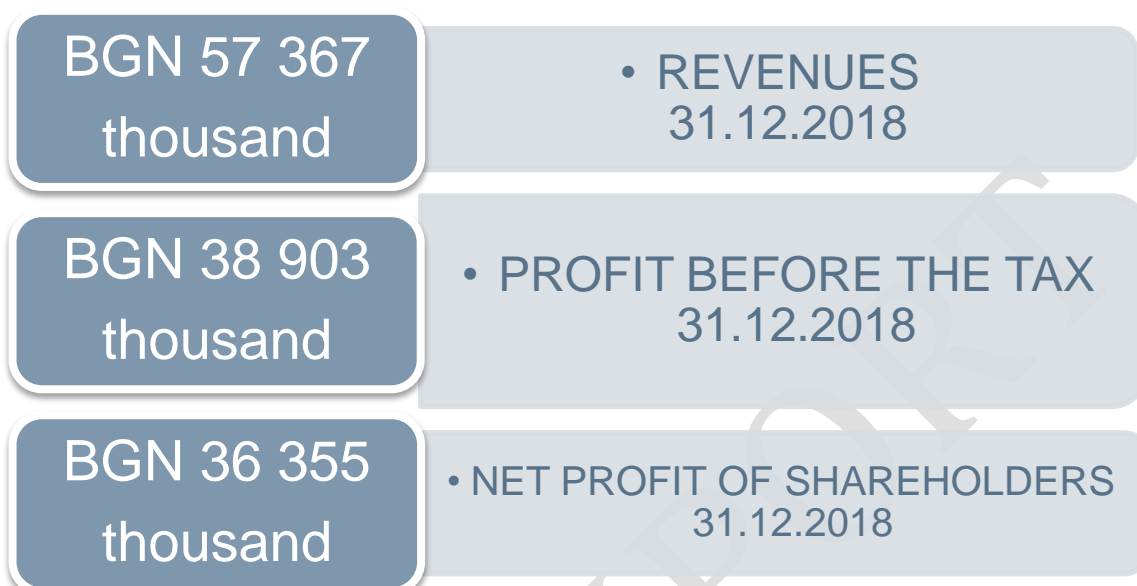 BGN 57 367
thousand
• REVENUES
31.12.2018
BGN 38 903
thousand
• PROFIT BEFORE THE TAX
31.12.2018
BGN 36 355
thousand
• NET PROFIT OF SHAREHOLDERS
31.12.2018